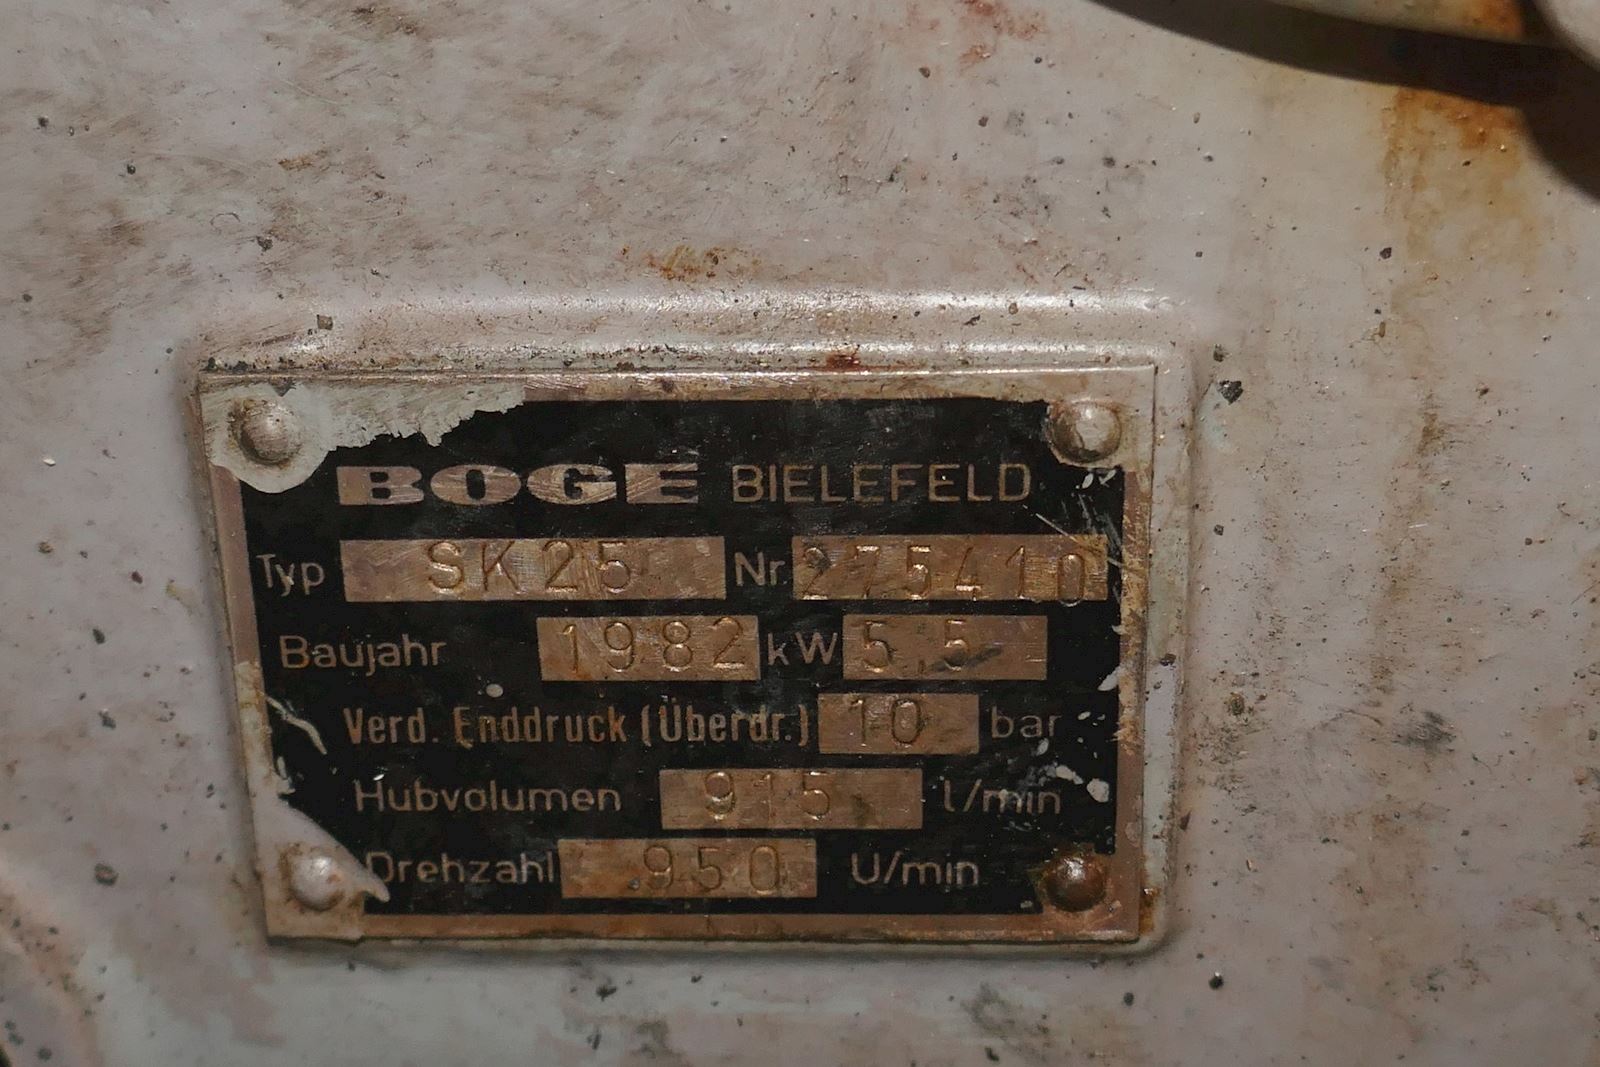 BOGE BIELEFELD
Typ SK25 Nr. 275410
Baujahr 1982 kW 5,5
Verd. Enddruck (Überdr.) 10 bar
Hubvolumen 915 l/min
Drehzahl 950 U/min